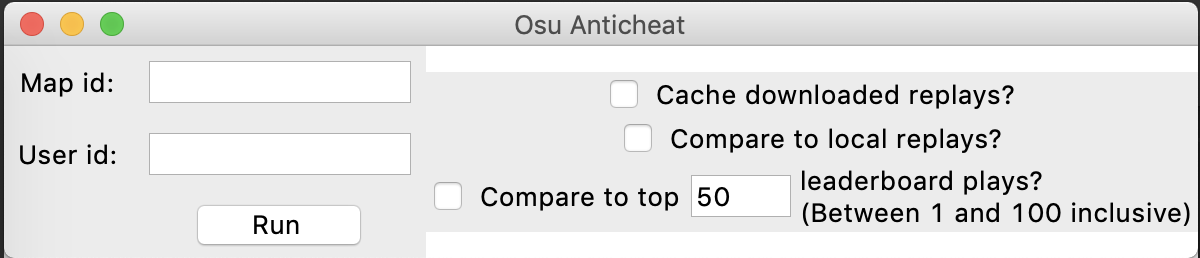 Osu Anticheat
Map id:
User id:
Run
Cache downloaded replays?
Compare to local replays?
Compare to top 50 leaderboard plays?
(Between 1 and 100 inclusive)